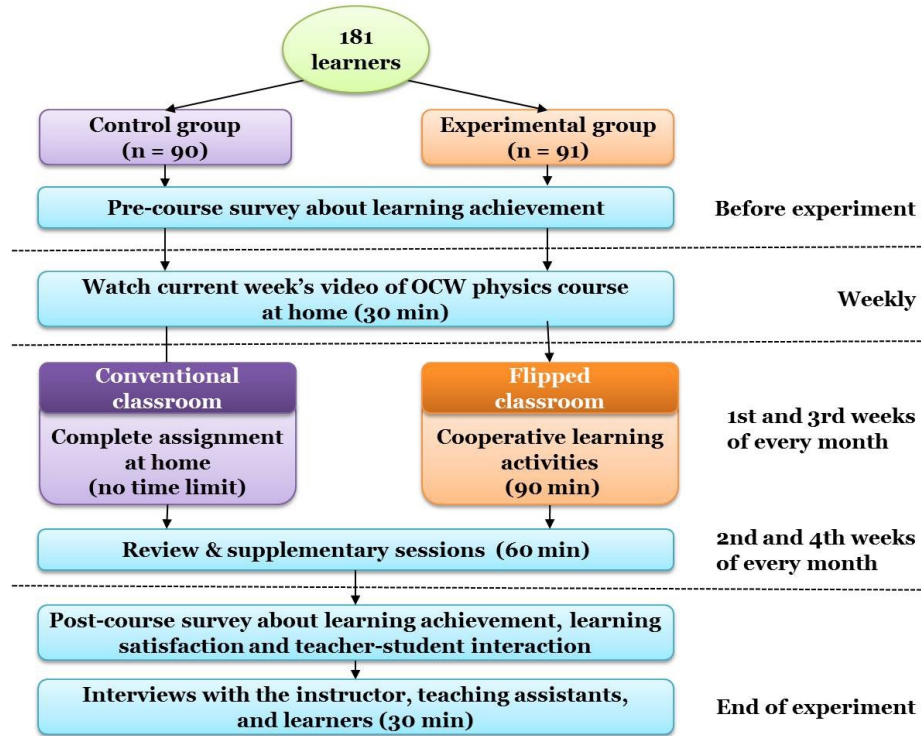 181
learners
Control group
(n = 90)
Experimental group
(n = 91)
Pre-course survey about learning achievement
Before experiment
Watch current week's video of OCW physics course
at home (30 min)
Weekly
Conventional
classroom
Complete assignment
at home
(no time limit)
Flipped
classroom
Cooperative learning
activities
(90 min)
1st and 3rd weeks
of every month
Review & supplementary sessions (60 min)
2nd and 4th weeks
of every month
Post-course survey about learning achievement, learning
satisfaction and teacher-student interaction
Interviews with the instructor, teaching assistants,
and learners (30 min)
End of experiment